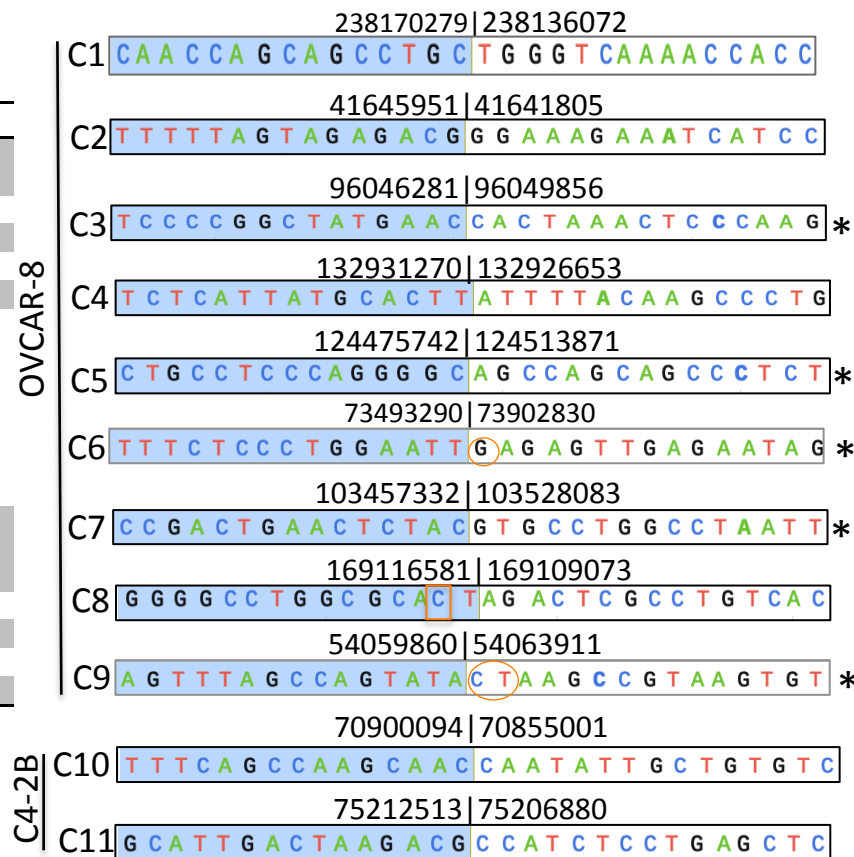 238170279|238136072
C1 CAACCAGCAGCCTGCTGGGTCAAAACCACC
41645951|41641805
C2 TTTTTAGTAGAGACGGGAAAGAAATCATCC
96046281|96049856
C3 TCCCCGGCTATGAACCACTAAACTCCCAAG*
132931270|132926653
C4 TCTCATTATGCACTTATTTTACAAGCCCTG
OVCAR-8
124475742|124513871
C5 CTGCCTCCCAGGGGCAGCCAGCAGCCCTCT*
73493290|73902830
C6 TTTCTCCCTGGAATTGAGAGTTGAGAATAG*
103457332|103528083
C7 CCGACTGAACTCTACGTGCCTGGCCTAATT*
169116581|169109073
C8 GGGGCCTGGCGCACTAGACTCGCCTGTCAC
54059860|54063911
C9 AGTTTAGCCAGTATACTAAGCCGTAAGTGT*
70900094|70855001
C10 TTTCAGCCAAGCAACCAATATTGCTGTGTC
C4-2B
75212513|75206880
C11 GCATTGACTAAGACGCCATCTCCTGAGCTC